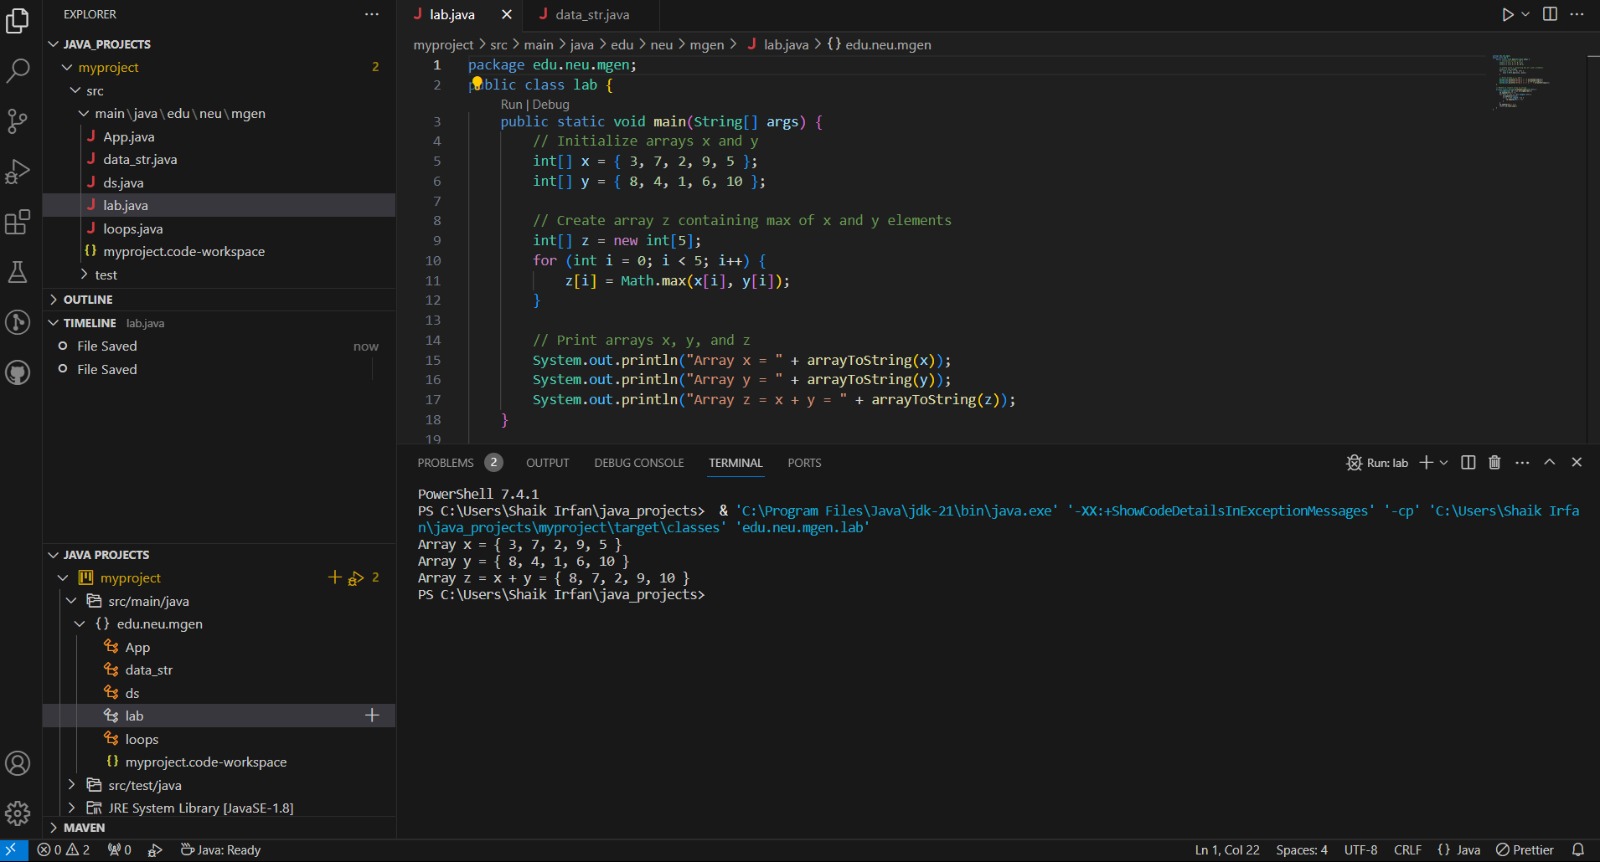 EXPLORER
JAVA_PROJECTS
myproject 2
src
main\java\edu\neu\mgen
J App.java
J data_str.java
J ds.java
J lab.java
J loops.java
{} myproject.code-workspace
test
OUTLINE
TIMELINE lab.java
File Saved now
File Saved
JAVA PROJECTS
myproject 2
src/main/java
{} edu.neu.mgen
App
data_str
ds
lab
loops
{} myproject.code-workspace
src/test/java
JRE System Library [JavaSE-1.8]
MAVEN
J lab.java
J data_str.java
myproject > src > main > java > edu > neu > mgen > J lab.java > {} edu.neu.mgen
1 package edu.neu.mgen;
2 public class lab {
Run | Debug
3 public static void main(String[] args) {
4 // Initialize arrays x and y
5 int[] x = { 3, 7, 2, 9, 5 };
6 int[] y = { 8, 4, 1, 6, 10 };
7
8 // Create array z containing max of x and y elements
9 int[] z = new int[5];
10 for (int i = 0; i < 5; i++) {
11 z[i] = Math.max(x[i], y[i]);
12 }
13
14 // Print arrays x, y, and z
15 System.out.println("Array x = " + arrayToString(x));
16 System.out.println("Array y = " + arrayToString(y));
17 System.out.println("Array z = x + y = " + arrayToString(z));
18 }
19
PROBLEMS 2 OUTPUT DEBUG CONSOLE TERMINAL PORTS
Run: lab
PowerShell 7.4.1
PS C:\Users\Shaik Irfan\java_projects>  & 'C:\Program Files\Java\jdk-21\bin\java.exe' '-XX:+ShowCodeDetailsInExceptionMessages' '-cp' 'C:\Users\Shaik Irfa
n\java_projects\myproject\target\classes' 'edu.neu.mgen.lab'
Array x = { 3, 7, 2, 9, 5 }
Array y = { 8, 4, 1, 6, 10 }
Array z = x + y = { 8, 7, 2, 9, 10 }
PS C:\Users\Shaik Irfan\java_projects>
0 2 0 Java: Ready Ln 1, Col 22 Spaces: 4 UTF-8 CRLF {} Java Prettier